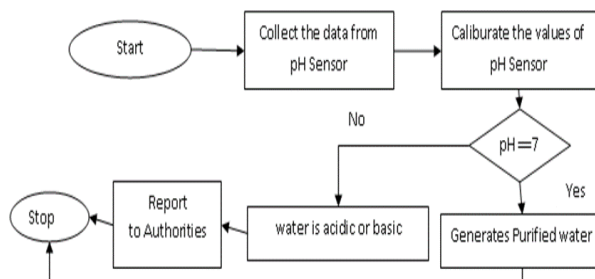 Start
Collect the data from
pH Sensor
Caliburate the values of
pH Sensor
No
pH==7
Yes
Stop
Report
to Authorities
water is acidic or basic
Generates Purified water